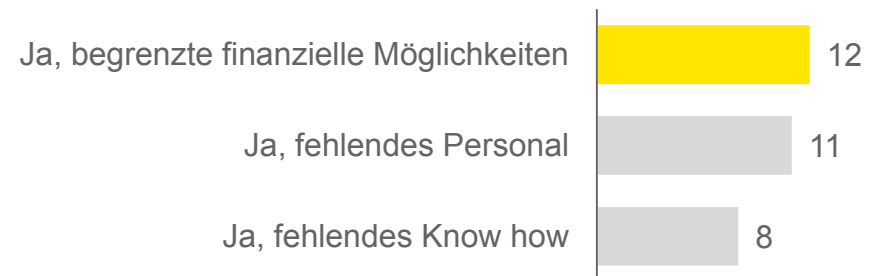 Ja, begrenzte finanzielle Möglichkeiten 12
Ja, fehlendes Personal 11
Ja, fehlendes Know how 8